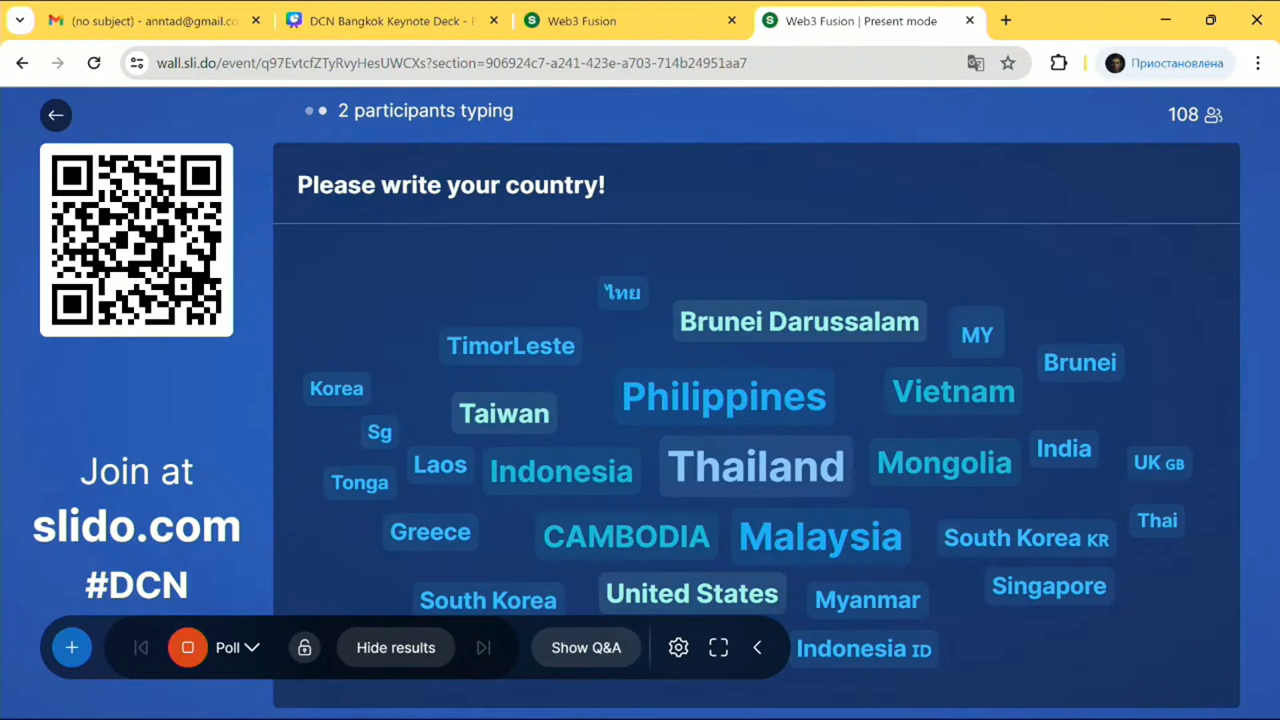 (no subject) - anntad@gmail.co
DCN Bangkok Keynote Deck - P
Web3 Fusion
Web3 Fusion | Present mode
wall.sli.do/event/q97EvtcfZTyRvyHesUWCXs?section=906924c7-a241-423e-a703-714b24951aa7
Приостановлена
2 participants typing
108
Please write your country!
ไทย
Brunei Darussalam
MY
TimorLeste
Brunei
Korea
Philippines
Vietnam
Taiwan
Sg
India
Laos
Indonesia
Thailand
Mongolia
UK GB
Tonga
Join at
slido.com
#DCN
Greece
CAMBODIA
Malaysia
South Korea KR
Thai
South Korea
United States
Myanmar
Singapore
Indonesia ID
Poll
Hide results
Show Q&A